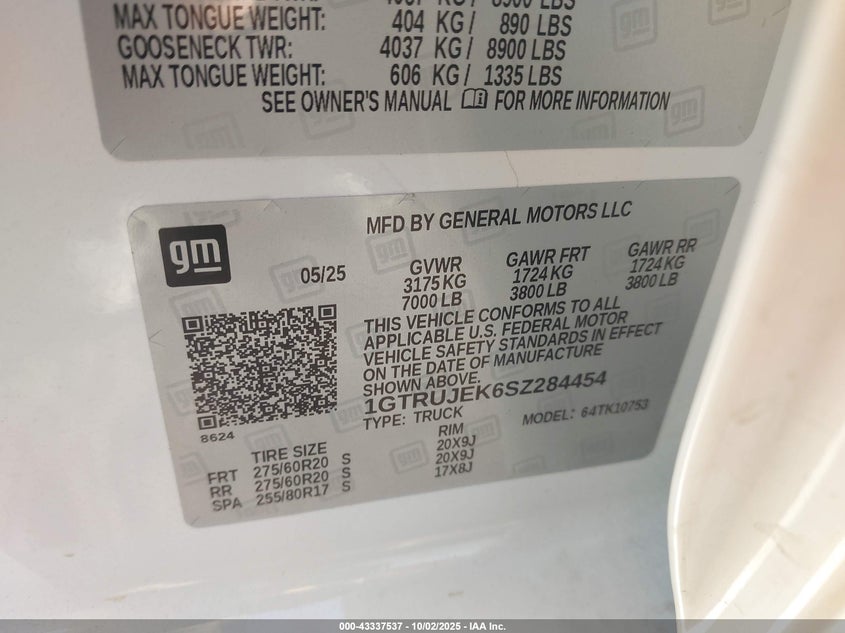 MAX TONGUE WEIGHT: 404 KG / 890 LBS
GOOSENECK TWR: 4037 KG / 8900 LBS
MAX TONGUE WEIGHT: 606 KG / 1335 LBS
SEE OWNER'S MANUAL FOR MORE INFORMATION
gm
MFD BY GENERAL MOTORS LLC
05/25 GVWR GAWR FRT GAWR RR
3175 KG 1724 KG 1724 KG
7000 LB 3800 LB 3800 LB
THIS VEHICLE CONFORMS TO ALL
APPLICABLE U.S. FEDERAL MOTOR
VEHICLE SAFETY STANDARDS IN EFFECT
ON THE DATE OF MANUFACTURE
SHOWN ABOVE.
1GTRUJEK6SZ284454
TYPE: TRUCK MODEL: 64TK10753
8624
TIRE SIZE RIM
FRT 275/60R20 S 20X9J
RR 275/60R20 S 20X9J
SPA 255/80R17 S 17X8J
000-43337537 - 10/02/2025 - IAA Inc.